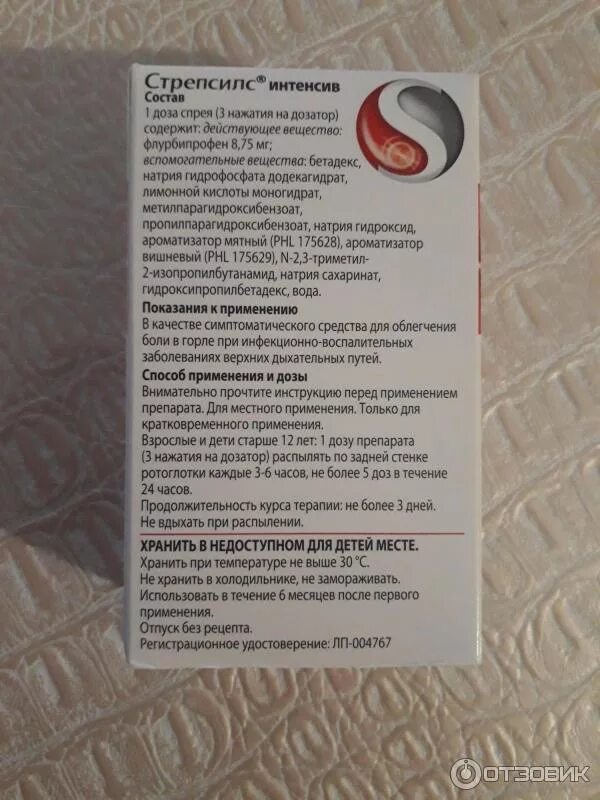 Стрепсилс® интенсив
Состав
1 доза спрея (3 нажатия на дозатор)
содержит: действующее вещество:
флурбипрофен 8,75 мг;
вспомогательные вещества: бетадекс,
натрия гидрофосфата додекагидрат,
лимонной кислоты моногидрат,
метилпарагидроксибензоат,
пропилпарагидроксибензоат, натрия гидроксид,
ароматизатор мятный (PHL 175628), ароматизатор
вишневый (PHL 175629), N-2,3-триметил-
2-изопропилбутанамид, натрия сахаринат,
гидроксипропилбетадекс, вода.
Показания к применению
В качестве симптоматического средства для облегчения
боли в горле при инфекционно-воспалительных
заболеваниях верхних дыхательных путей.
Способ применения и дозы
Внимательно прочтите инструкцию перед применением
препарата. Для местного применения. Только для
кратковременного применения.
Взрослые и дети старше 12 лет: 1 дозу препарата
(3 нажатия на дозатор) распылять по задней стенке
ротоглотки каждые 3-6 часов, не более 5 доз в течение
24 часов.
Продолжительность курса терапии: не более 3 дней.
Не вдыхать при распылении.
ХРАНИТЬ В НЕДОСТУПНОМ ДЛЯ ДЕТЕЙ МЕСТЕ.
Хранить при температуре не выше 30 °C.
Не хранить в холодильнике, не замораживать.
Использовать в течение 6 месяцев после первого
применения.
Отпуск без рецепта.
Регистрационное удостоверение: ЛП-004767
ОТЗОВИК